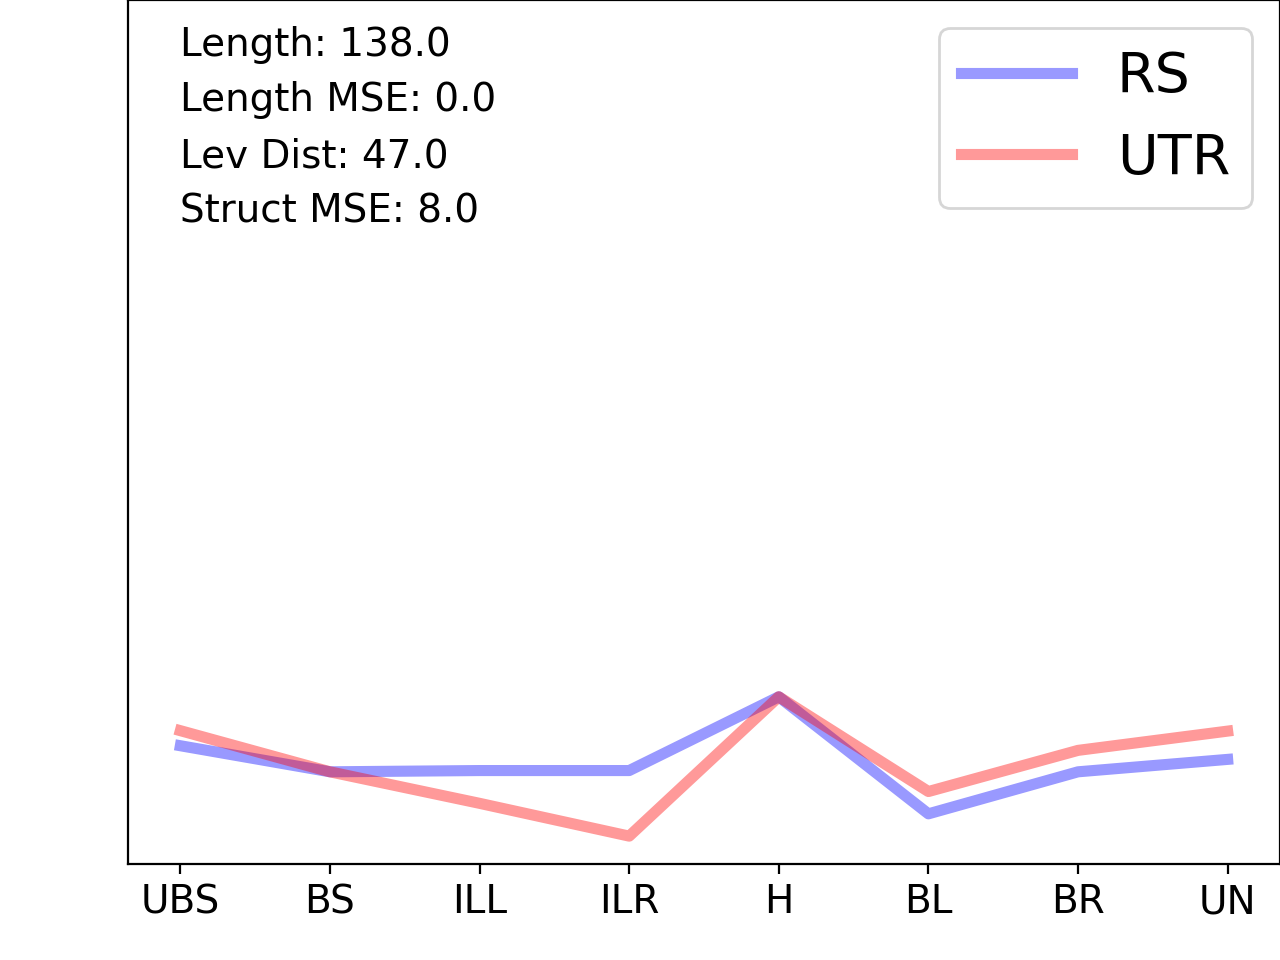 Length: 138.0
Length MSE: 0.0
Lev Dist: 47.0
Struct MSE: 8.0
RS
UTR
UBS BS ILL ILR H BL BR UN